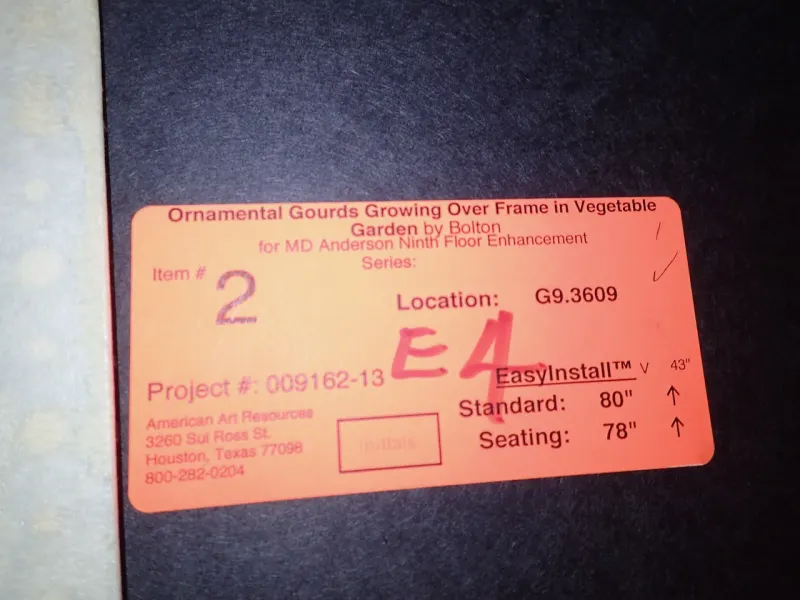 Ornamental Gourds Growing Over Frame in Vegetable
Garden by Bolton
for MD Anderson Ninth Floor Enhancement
Series:
Item # 2
Location: G9.3609
E4
Project #: 009162-13
EasyInstall™ V 43"
Standard: 80" ↑
Seating: 78" ↑
American Art Resources
3260 Sul Ross St.
Houston, Texas 77098
800-282-0204
Initials